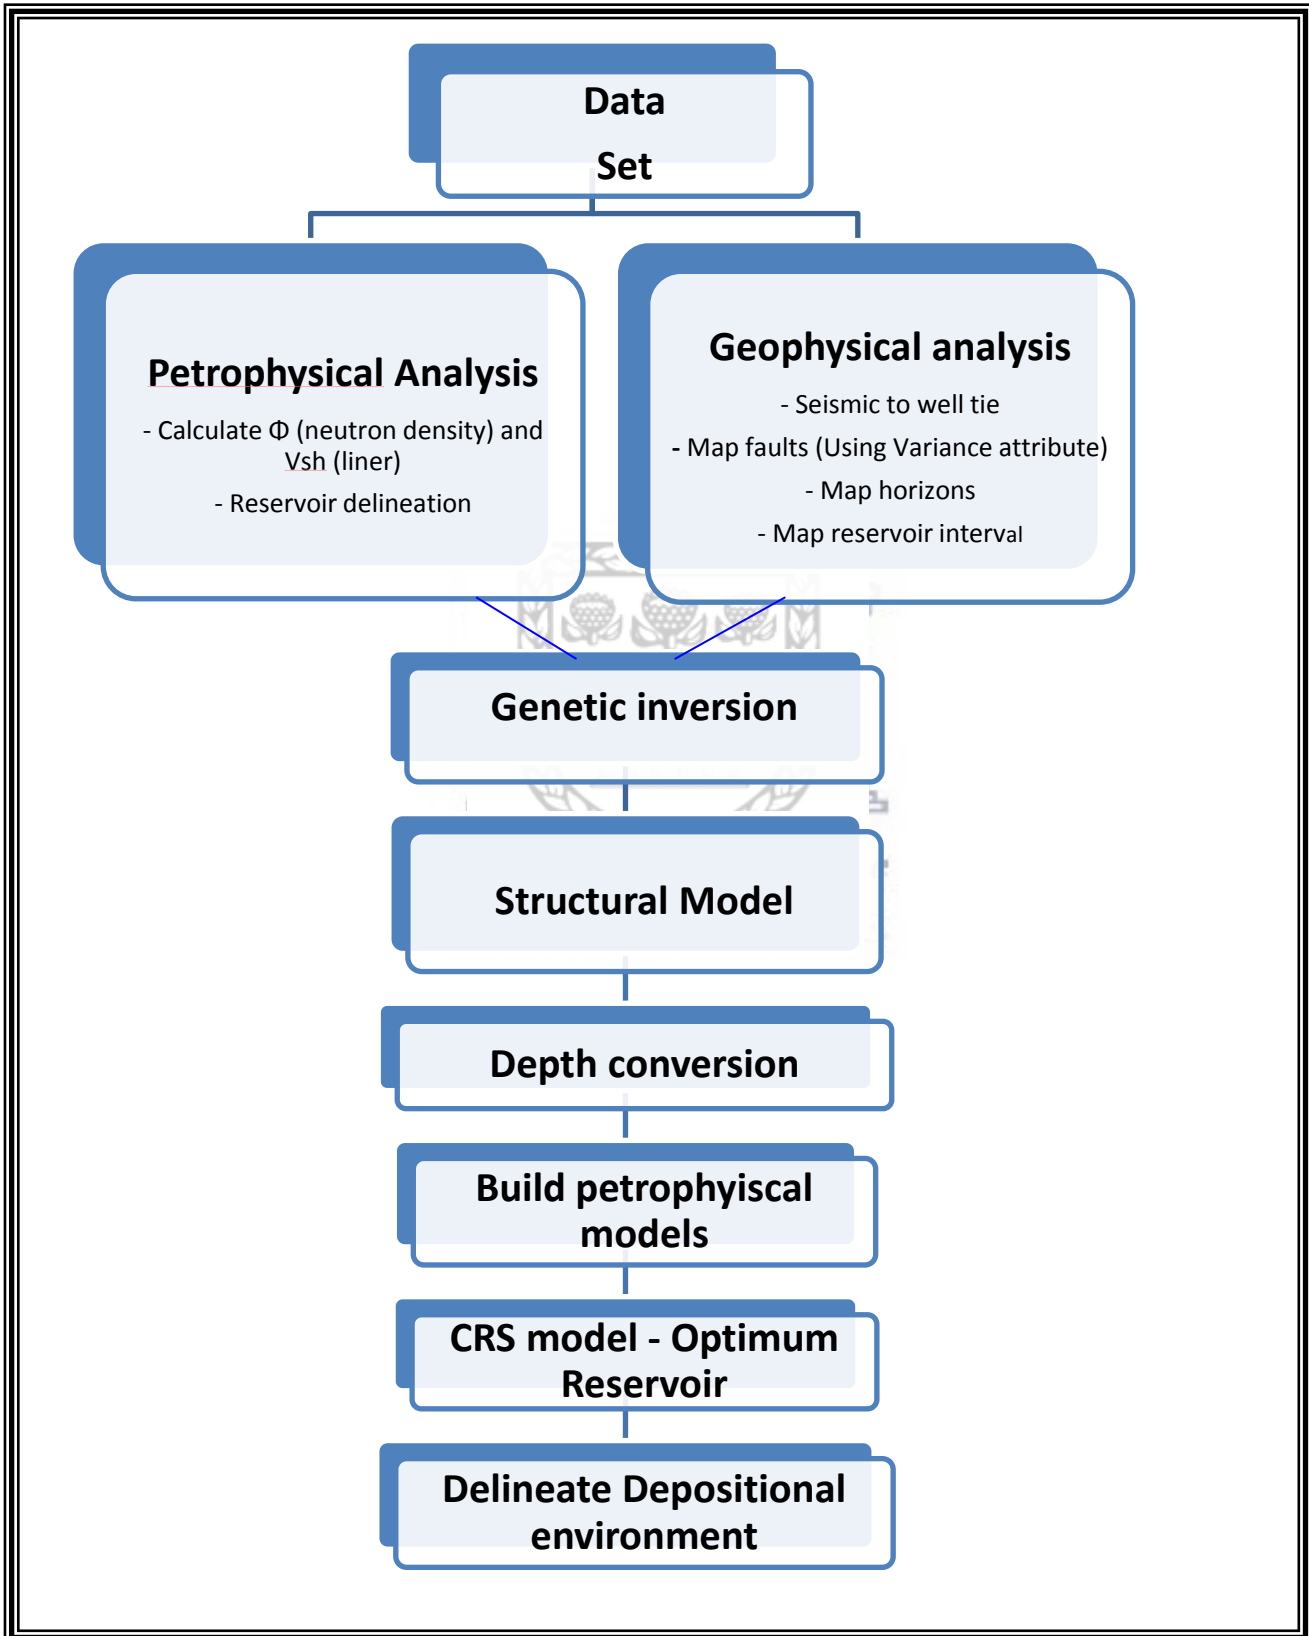 Data
Set
Petrophysical Analysis
- Calculate Φ (neutron density) and
Vsh (liner)
- Reservoir delineation
Geophysical analysis
- Seismic to well tie
- Map faults (Using Variance attribute)
- Map horizons
- Map reservoir interval
Genetic inversion
Structural Model
Depth conversion
Build petrophyiscal
models
CRS model - Optimum
Reservoir
Delineate Depositional
environment